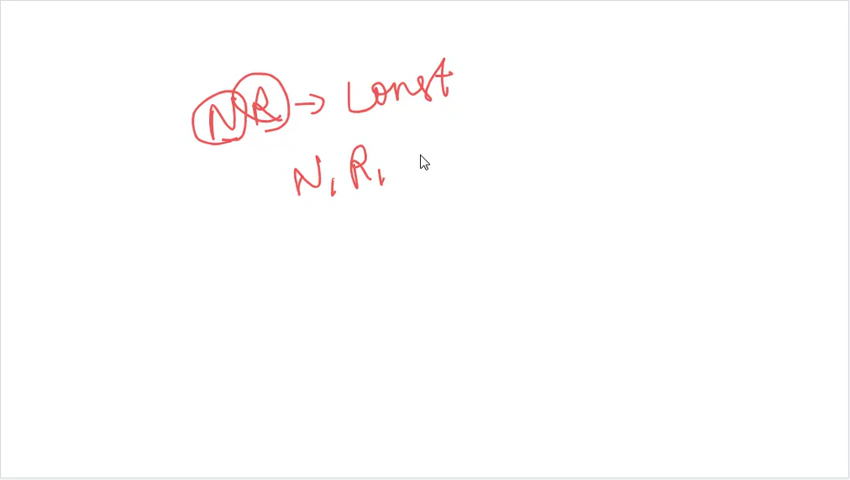 NR → Const
N₁ R₁